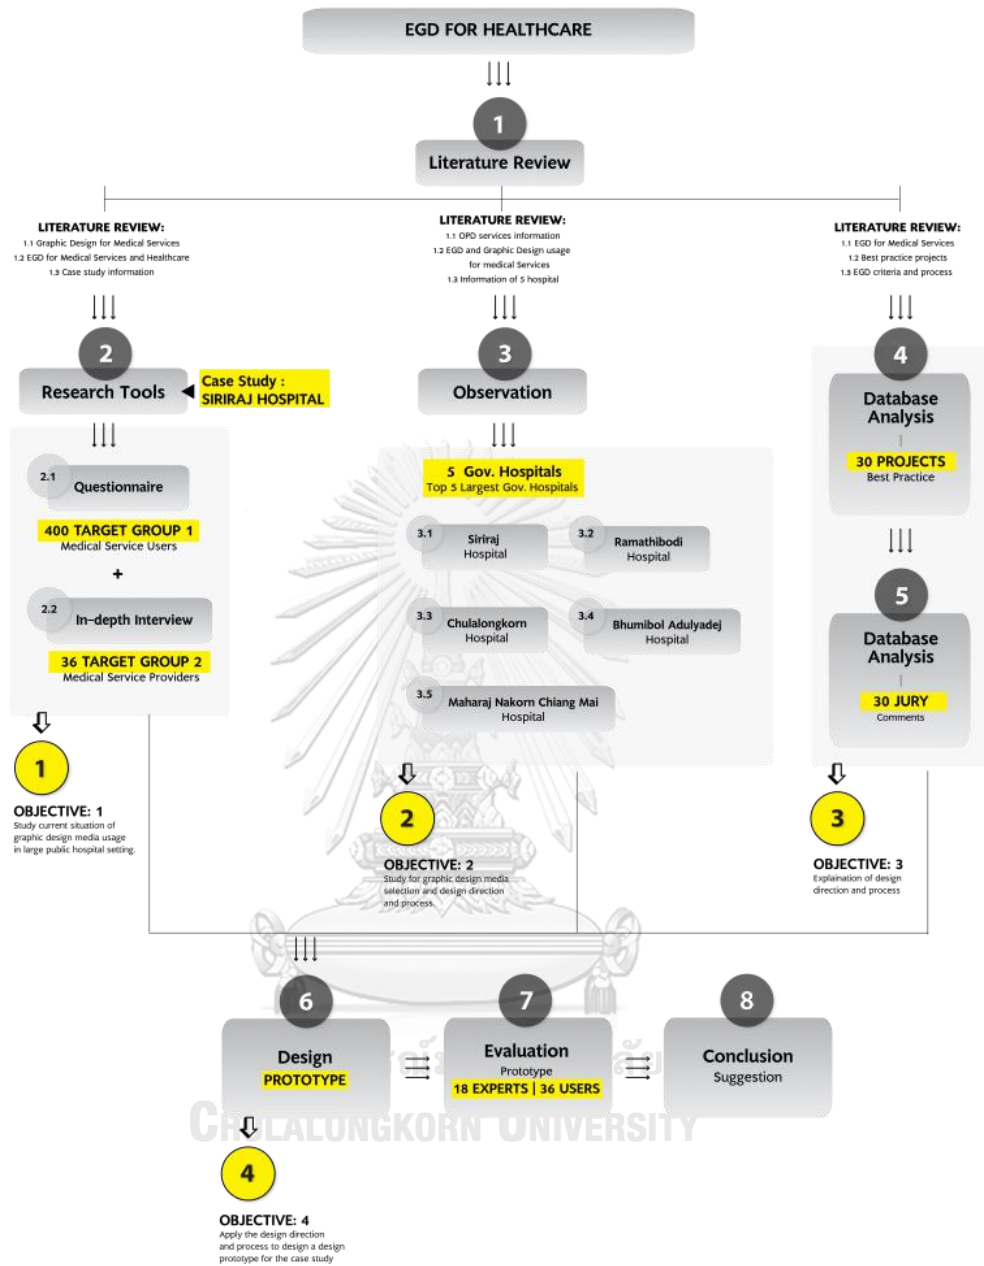 EGD FOR HEALTHCARE
1
Literature Review
LITERATURE REVIEW:
1.1 Graphic Design for Medical Services
1.2 EGD for Medical Services and Healthcare
1.3 Case study information
LITERATURE REVIEW:
1.1 OPD services information
1.2 EGD and Graphic Design usage
for medical Services
1.3 Information of 5 hospital
LITERATURE REVIEW:
1.1 EGD for Medical Services
1.2 Best practice projects
1.3 EGD criteria and process
2
Research Tools
Case Study :
SIRIRAJ HOSPITAL
2.1
Questionnaire
400 TARGET GROUP 1
Medical Service Users
+
2.2
In-depth Interview
36 TARGET GROUP 2
Medical Service Providers
1
OBJECTIVE: 1
Study current situation of
graphic design media usage
in large public hospital setting.
3
Observation
5 Gov. Hospitals
Top 5 Largest Gov. Hospitals
3.1
Siriraj
Hospital
3.2
Ramathibodi
Hospital
3.3
Chulalongkorn
Hospital
3.4
Bhumibol Adulyadej
Hospital
3.5
Maharaj Nakorn Chiang Mai
Hospital
2
OBJECTIVE: 2
Study for graphic design media
selection and design direction
and process.
4
Database
Analysis
30 PROJECTS
Best Practice
5
Database
Analysis
30 JURY
Comments
3
OBJECTIVE: 3
Explaination of design
direction and process
6
Design
PROTOTYPE
7
Evaluation
Prototype
18 EXPERTS | 36 USERS
8
Conclusion
Suggestion
CHULALONGKORN UNIVERSITY
4
OBJECTIVE: 4
Apply the design direction
and process to design a design
prototype for the case study